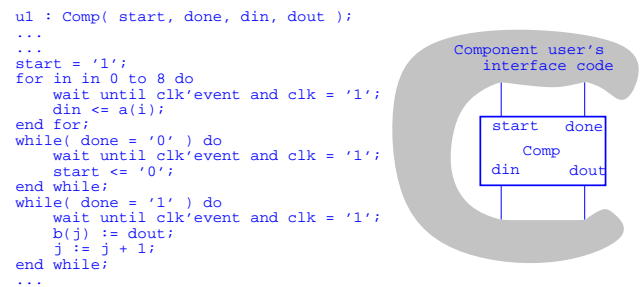 u1 : Comp( start, done, din, dout );
...
...
start = '1';
for in in 0 to 8 do
    wait until clk'event and clk = '1';
    din <= a(i);
end for;
while( done = '0' ) do
    wait until clk'event and clk = '1';
    start <= '0';
end while;
while( done = '1' ) do
    wait until clk'event and clk = '1';
    b(j) := dout;
    j := j + 1;
end while;
...
Component user's
interface code
start done
Comp
din dout